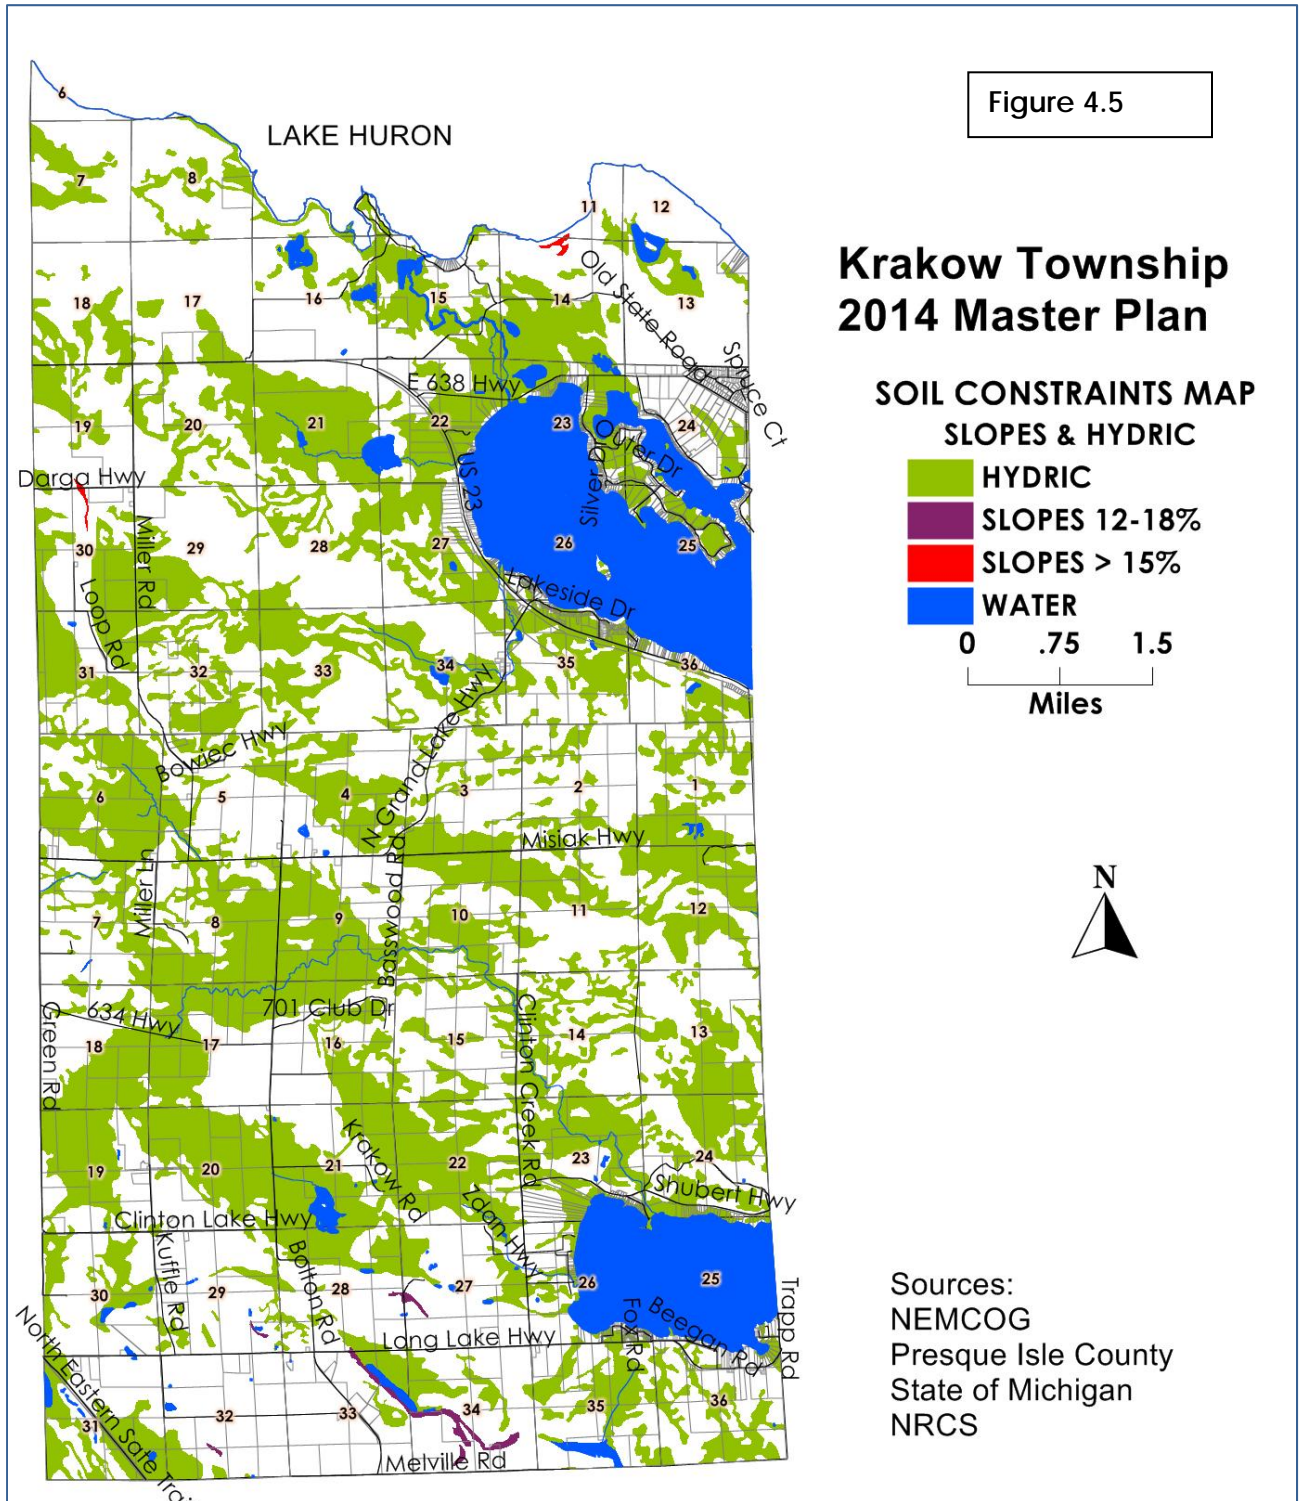 Figure 4.5
LAKE HURON
Krakow Township
2014 Master Plan
SOIL CONSTRAINTS MAP
SLOPES & HYDRIC
HYDRIC
SLOPES 12-18%
SLOPES > 15%
WATER
0 .75 1.5
Miles
N
Sources:
NEMCOG
Presque Isle County
State of Michigan
NRCS
6
7
8
11
12
18
17
16
15
14
13
Old State Road
Spruce Ct
E 638 Hwy
19
20
21
22
23
24
Outer Dr
Silver Dr
US 23
Darga Hwy
Miller Rd
30
29
28
27
26
25
Loop Rd
Lakeside Dr
31
32
33
34
35
36
Bowiec Hwy
N Grand Lake Hwy
6
5
4
3
2
1
Misiak Hwy
Miller Ln
Basswood Rd
7
8
9
10
11
12
701 Club Dr
634 Hwy
Green Rd
Clinton Creek Rd
18
17
16
15
14
13
Krakow Rd
19
20
21
22
23
24
Shubert Hwy
Zdan Hwy
Clinton Lake Hwy
Kuffle Rd
Bolton Rd
30
29
28
27
26
25
Trapp Rd
Fox Rd
Beegan Rd
Long Lake Hwy
North Eastern Sate Trai
31
32
33
34
35
36
Melville Rd